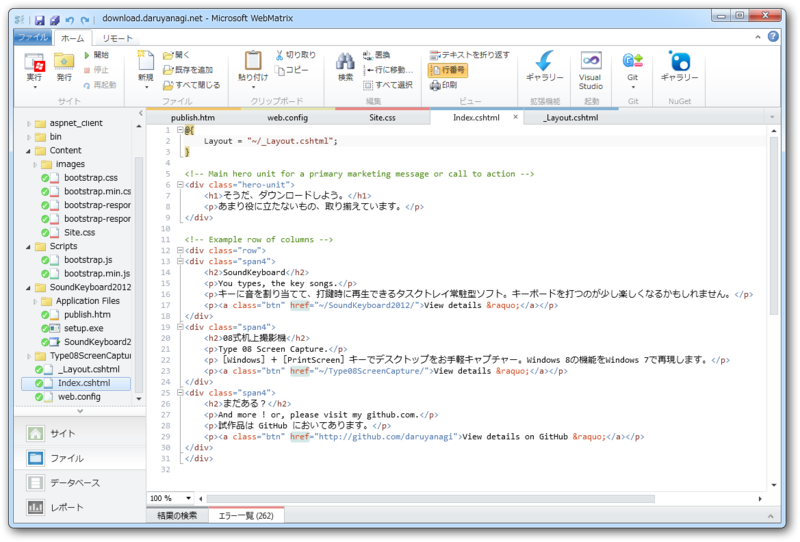 download.daruyanagi.net - Microsoft WebMatrix
ファイル ホーム リモート
実行 発行 開始 停止 再起動 サイト
新規 開く 既存を追加 すべて閉じる ファイル
貼り付け 切り取り コピー クリップボード
検索 置換 行に移動... すべて選択 編集
テキストを折り返す 行番号 印刷 ビュー
ギャラリー 拡張機能
Visual Studio 起動
Git Git
ギャラリー NuGet
publish.htm web.config Site.css Index.cshtml _Layout.cshtml
aspnet_client
bin
Content
images
bootstrap.css
bootstrap.min.cs
bootstrap-respor
bootstrap-respor
Site.css
Scripts
bootstrap.js
bootstrap.min.js
SoundKeyboard2012
Application Files
publish.htm
setup.exe
SoundKeyboard2
Type08ScreenCaptur
_Layout.cshtml
Index.cshtml
web.config
サイト
ファイル
データベース
レポート
1 @{
2 Layout = "~/_Layout.cshtml";
3 }
4
5 <!-- Main hero unit for a primary marketing message or call to action -->
6 <div class="hero-unit">
7 <h1>そうだ、ダウンロードしよう。</h1>
8 <p>あまり役に立たないもの、取り揃えています。</p>
9 </div>
10
11 <!-- Example row of columns -->
12 <div class="row">
13 <div class="span4">
14 <h2>SoundKeyboard</h2>
15 <p>You types, the key songs.</p>
16 <p>キーに音を割り当てて、打鍵時に再生できるタスクトレイ常駐型ソフト。キーボードを打つのが少し楽しくなるかもしれません。</p>
17 <p><a class="btn" href="~/SoundKeyboard2012/">View details &raquo;</a></p>
18 </div>
19 <div class="span4">
20 <h2>08式机上撮影機</h2>
21 <p>Type 08 Screen Capture.</p>
22 <p>［Windows］＋［PrintScreen］キーでデスクトップをお手軽キャプチャー。Windows 8の機能をWindows 7で再現します。</p>
23 <p><a class="btn" href="~/Type08ScreenCapture/">View details &raquo;</a></p>
24 </div>
25 <div class="span4">
26 <h2>まだある？</h2>
27 <p>And more ! or, please visit my github.com.</p>
28 <p>試作品は GitHub においてあります。</p>
29 <p><a class="btn" href="http://github.com/daruyanagi">View details on GitHub &raquo;</a></p>
30 </div>
31 </div>
32
100 %
結果の検索 エラー一覧 (262)